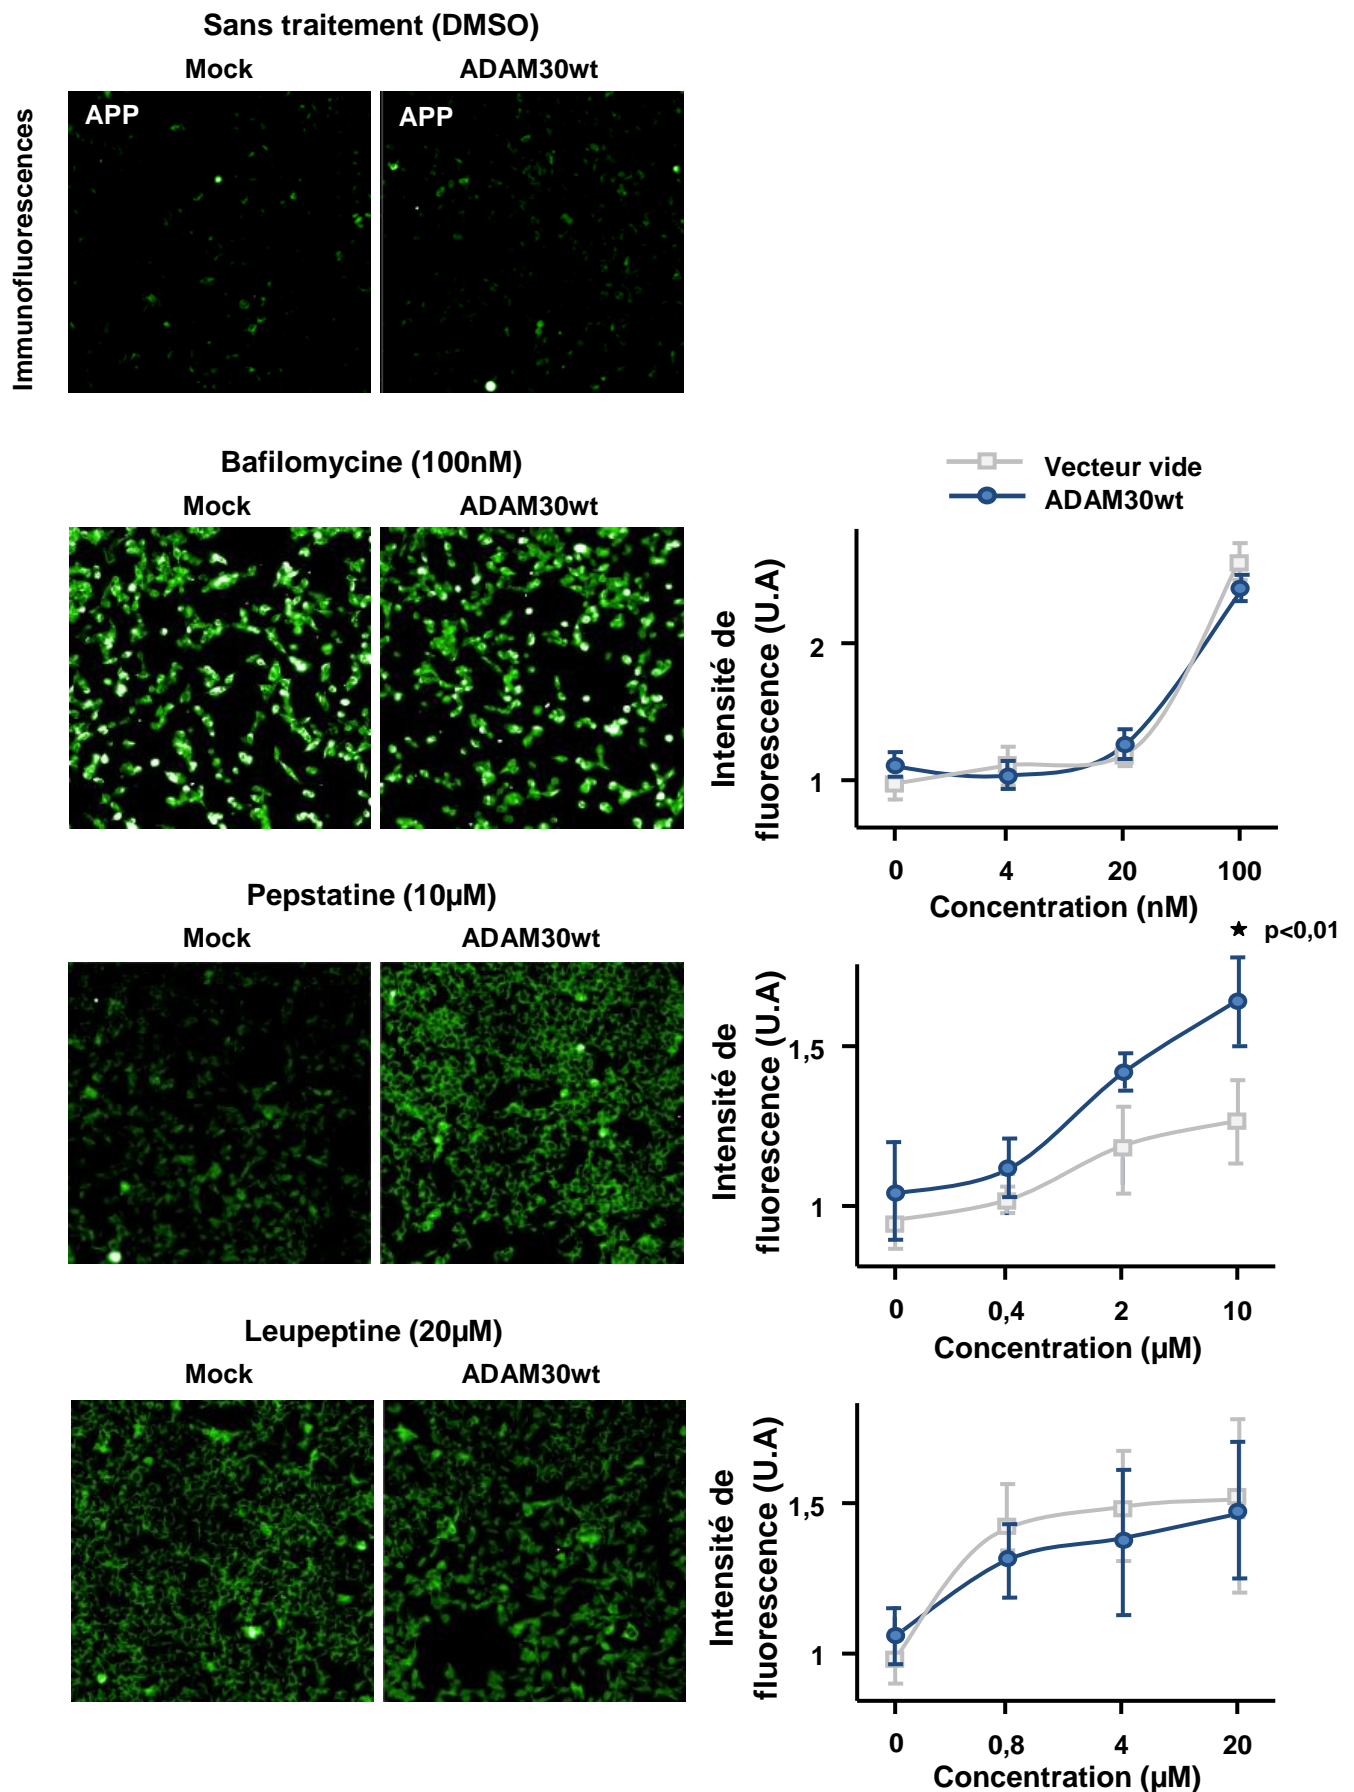 Sans traitement (DMSO)
Mock
ADAM30wt
Immunofluorescences
APP
APP
Bafilomycine (100nM)
Mock
ADAM30wt
Vecteur vide
ADAM30wt
Intensité de
fluorescence (U.A)
2
1
0
4
20
100
Concentration (nM)
Pepstatine (10µM)
Mock
ADAM30wt
★ p<0,01
Intensité de
fluorescence (U.A)
1,5
1
0
0,4
2
10
Concentration (µM)
Leupeptine (20µM)
Mock
ADAM30wt
Intensité de
fluorescence (U.A)
1,5
1
0
0,8
4
20
Concentration (µM)